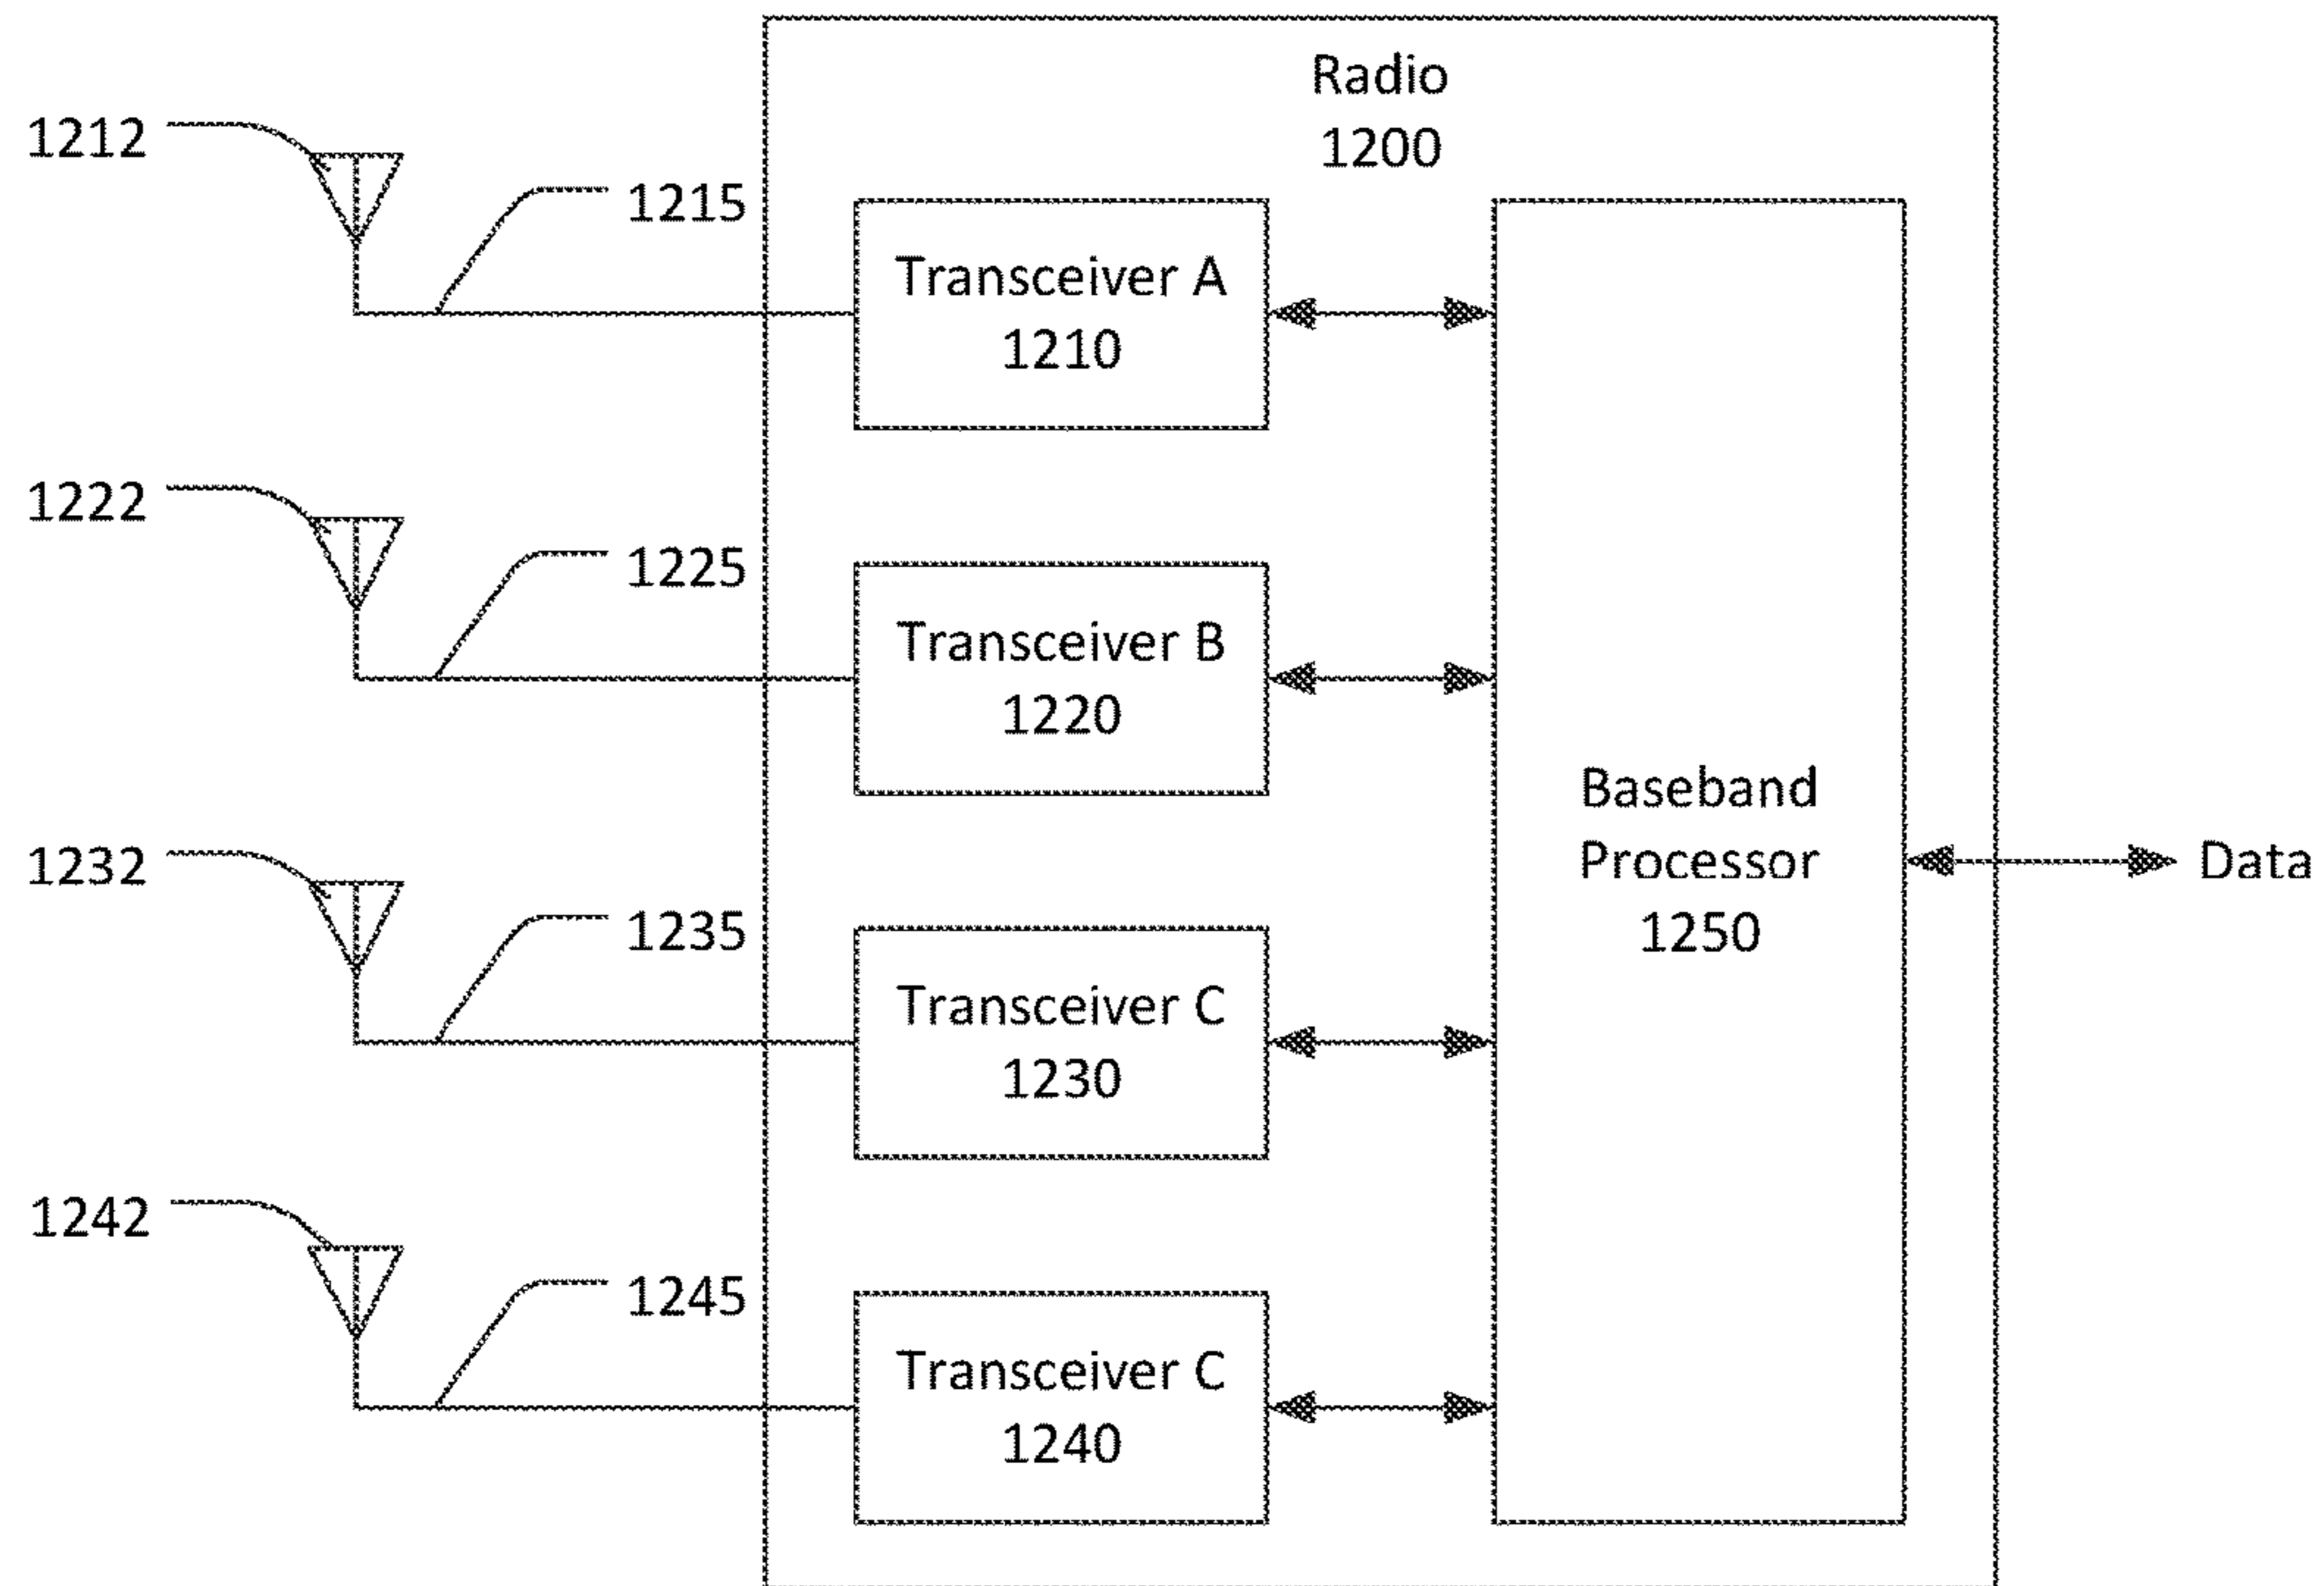 Radio
1200
1212
1215
Transceiver A
1210
1222
1225
Transceiver B
1220
Baseband
Processor
1250
Data
1232
1235
Transceiver C
1230
1242
1245
Transceiver C
1240